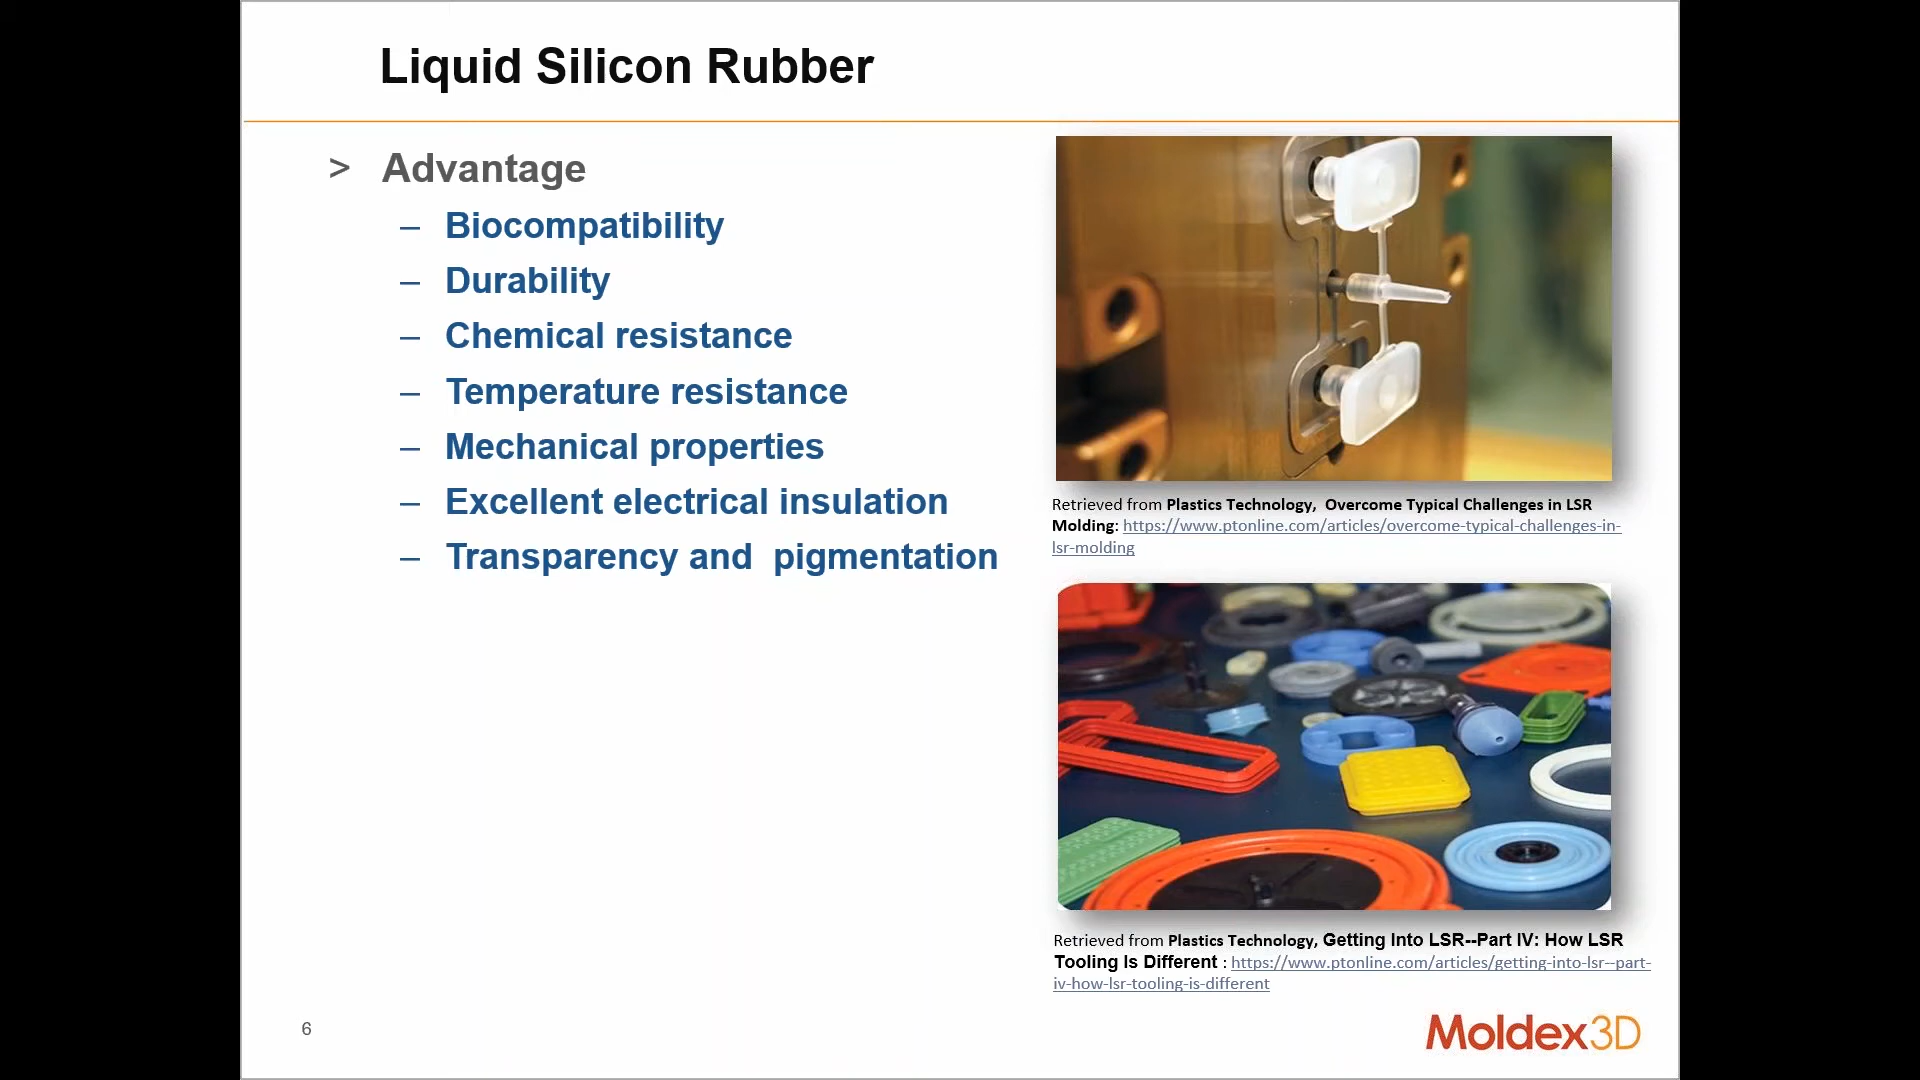 Liquid Silicon Rubber
> Advantage
– Biocompatibility
– Durability
– Chemical resistance
– Temperature resistance
– Mechanical properties
– Excellent electrical insulation
– Transparency and  pigmentation
Retrieved from Plastics Technology,  Overcome Typical Challenges in LSR
Molding: https://www.ptonline.com/articles/overcome-typical-challenges-in-
lsr-molding
Retrieved from Plastics Technology, Getting Into LSR--Part IV: How LSR
Tooling Is Different : https://www.ptonline.com/articles/getting-into-lsr--part-
iv-how-lsr-tooling-is-different
6
Moldex3D